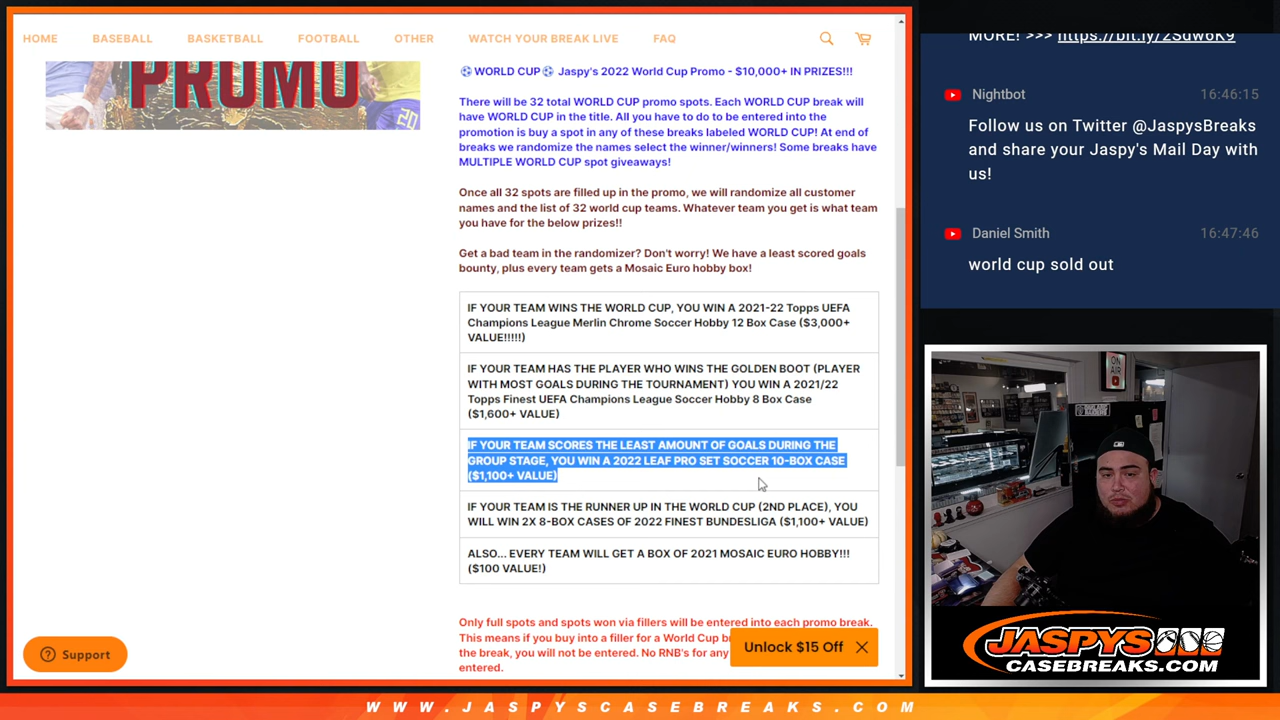 HOME BASEBALL BASKETBALL FOOTBALL OTHER WATCH YOUR BREAK LIVE FAQ
PROMO
20
⚽WORLD CUP⚽ Jaspy's 2022 World Cup Promo - $10,000+ IN PRIZES!!!
There will be 32 total WORLD CUP promo spots. Each WORLD CUP break will
have WORLD CUP in the title. All you have to do to be entered into the
promotion is buy a spot in any of these breaks labeled WORLD CUP! At end of
breaks we randomize the names select the winner/winners! Some breaks have
MULTIPLE WORLD CUP spot giveaways!
Once all 32 spots are filled up in the promo, we will randomize all customer
names and the list of 32 world cup teams. Whatever team you get is what team
you have for the below prizes!!
Get a bad team in the randomizer? Don't worry! We have a least scored goals
bounty, plus every team gets a Mosaic Euro hobby box!
IF YOUR TEAM WINS THE WORLD CUP, YOU WIN A 2021-22 Topps UEFA
Champions League Merlin Chrome Soccer Hobby 12 Box Case ($3,000+
VALUE!!!!!)
IF YOUR TEAM HAS THE PLAYER WHO WINS THE GOLDEN BOOT (PLAYER
WITH MOST GOALS DURING THE TOURNAMENT) YOU WIN A 2021/22
Topps Finest UEFA Champions League Soccer Hobby 8 Box Case
($1,600+ VALUE)
IF YOUR TEAM SCORES THE LEAST AMOUNT OF GOALS DURING THE
GROUP STAGE, YOU WIN A 2022 LEAF PRO SET SOCCER 10-BOX CASE
($1,100+ VALUE)
IF YOUR TEAM IS THE RUNNER UP IN THE WORLD CUP (2ND PLACE), YOU
WILL WIN 2X 8-BOX CASES OF 2022 FINEST BUNDESLIGA ($1,100+ VALUE)
ALSO... EVERY TEAM WILL GET A BOX OF 2021 MOSAIC EURO HOBBY!!!
($100 VALUE!)
Only full spots and spots won via fillers will be entered into each promo break.
This means if you buy into a filler for a World Cup
the break, you will not be entered. No RNB's for any
entered.
Support
Unlock $15 Off
MORE! >>> https://bit.ly/2Sdw6K9
Nightbot 16:46:15
Follow us on Twitter @JaspysBreaks
and share your Jaspy's Mail Day with
us!
Daniel Smith 16:47:46
world cup sold out
ON
AIR
JASPYS
CASEBREAKS.COM
WWW.JASPYSCASEBREAKS.COM